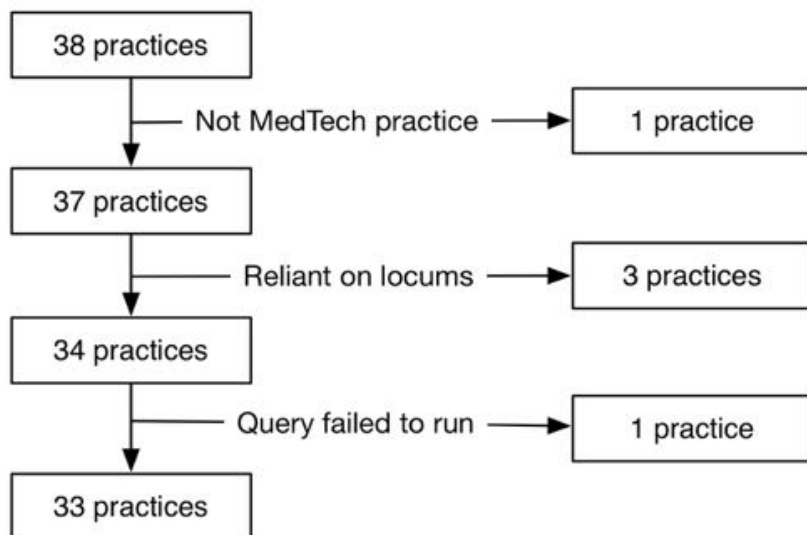 38 practices
Not MedTech practice
1 practice
37 practices
Reliant on locums
3 practices
34 practices
Query failed to run
1 practice
33 practices